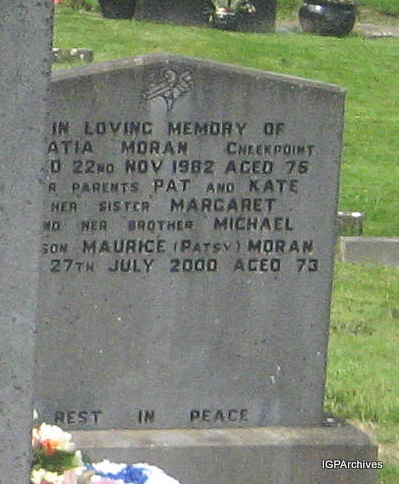 IN LOVING MEMORY OF
ATIA MORAN CHEEKPOINT
D 22ND NOV 1982 AGED 75
R PARENTS PAT AND KATE
HER SISTER MARGARET
ND HER BROTHER MICHAEL
SON MAURICE (PATSY) MORAN
27TH JULY 2000 AGED 73
REST IN PEACE
IGPArchives